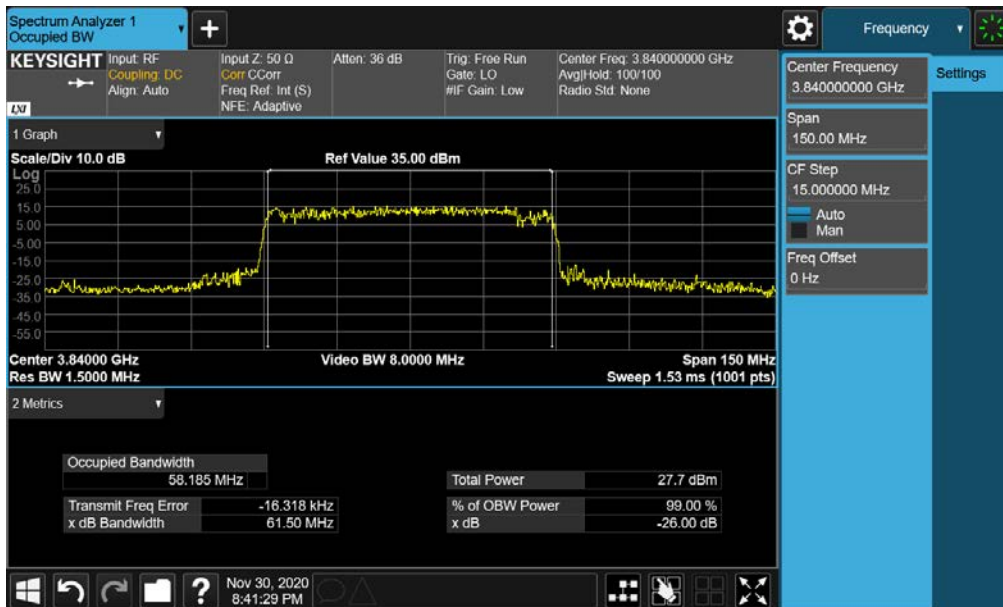 Spectrum Analyzer 1
Occupied BW
+
Frequency
KEYSIGHT Input: RF Input Z: 50 Ω Atten: 36 dB Trig: Free Run Center Freq: 3.840000000 GHz
Coupling: DC Corr CCorr Gate: LO Avg|Hold: 100/100
Align: Auto Freq Ref: Int (S) #IF Gain: Low Radio Std: None
LXI NFE: Adaptive
Center Frequency
3.840000000 GHz
Settings
Span
150.00 MHz
CF Step
15.000000 MHz
Auto
Man
Freq Offset
0 Hz
1 Graph
Scale/Div 10.0 dB Ref Value 35.00 dBm
Log
25.0
15.0
5.00
-5.00
-15.0
-25.0
-35.0
-45.0
-55.0
Center 3.84000 GHz Video BW 8.0000 MHz Span 150 MHz
Res BW 1.5000 MHz Sweep 1.53 ms (1001 pts)
2 Metrics
Occupied Bandwidth
58.185 MHz Total Power 27.7 dBm
Transmit Freq Error -16.318 kHz % of OBW Power 99.00 %
x dB Bandwidth 61.50 MHz x dB -26.00 dB
? Nov 30, 2020
8:41:29 PM